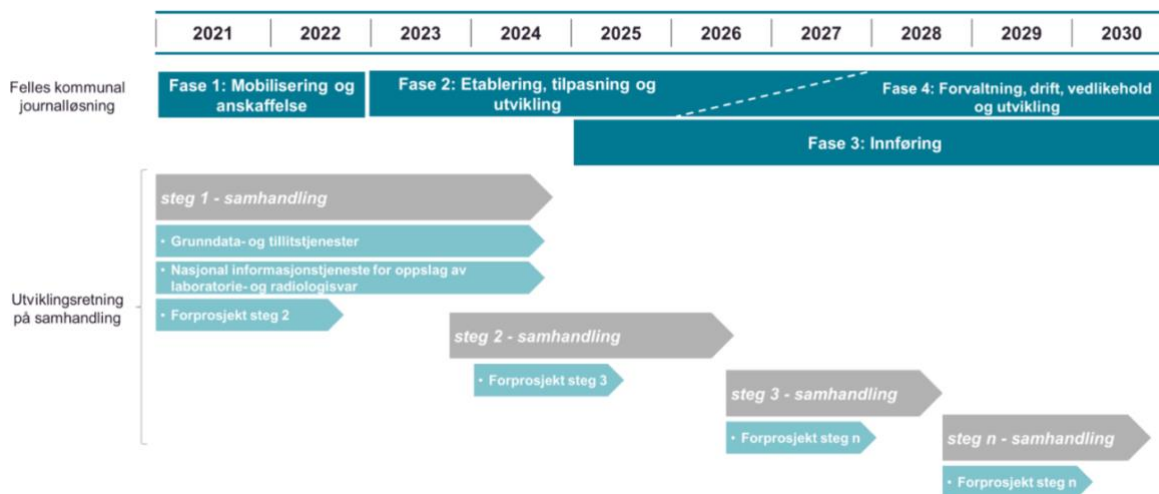 2021 2022 2023 2024 2025 2026 2027 2028 2029 2030
Felles kommunal
journalløsning
Fase 1: Mobilisering og
anskaffelse
Fase 2: Etablering, tilpasning og
utvikling
Fase 4: Forvaltning, drift, vedlikehold
og utvikling
Fase 3: Innføring
Utviklingsretning
på samhandling
steg 1 - samhandling
• Grunndata- og tillitstjenester
• Nasjonal informasjonstjeneste for oppslag av
laboratorie- og radiologisvar
• Forprosjekt steg 2
steg 2 - samhandling
• Forprosjekt steg 3
steg 3 - samhandling
• Forprosjekt steg n
steg n - samhandling
• Forprosjekt steg n